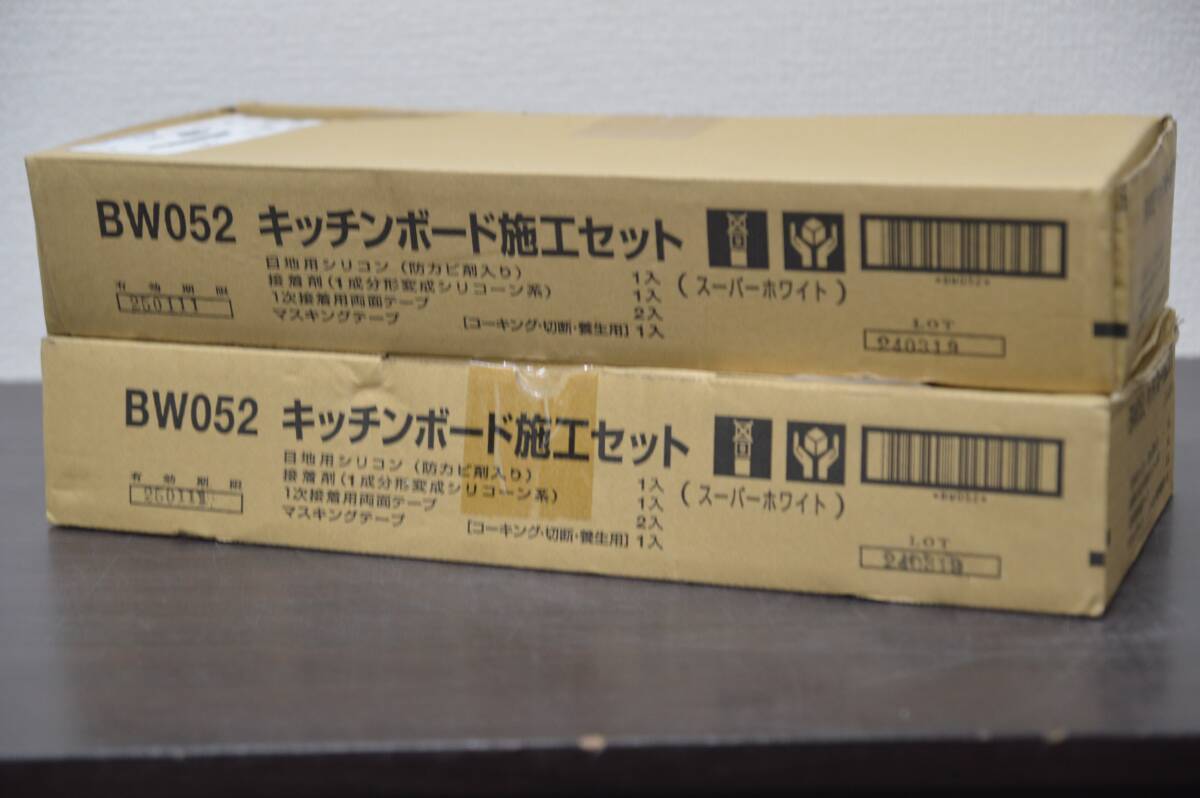 BW052 キッチンボード施工セット
目地用シリコン（防カビ剤入り） 1入
接着剤（1成分形変成シリコーン系） 1入
1次接着用両面テープ 2入
マスキングテープ [コーキング・切断・養生用] 1入
（スーパーホワイト）
有効期限
250111
*BW052*
LOT
240319
BW052 キッチンボード施工セット
目地用シリコン（防カビ剤入り） 1入
接着剤（1成分形変成シリコーン系） 1入
1次接着用両面テープ 2入
マスキングテープ [コーキング・切断・養生用] 1入
（スーパーホワイト）
有効期限
*BW052*
LOT
240319